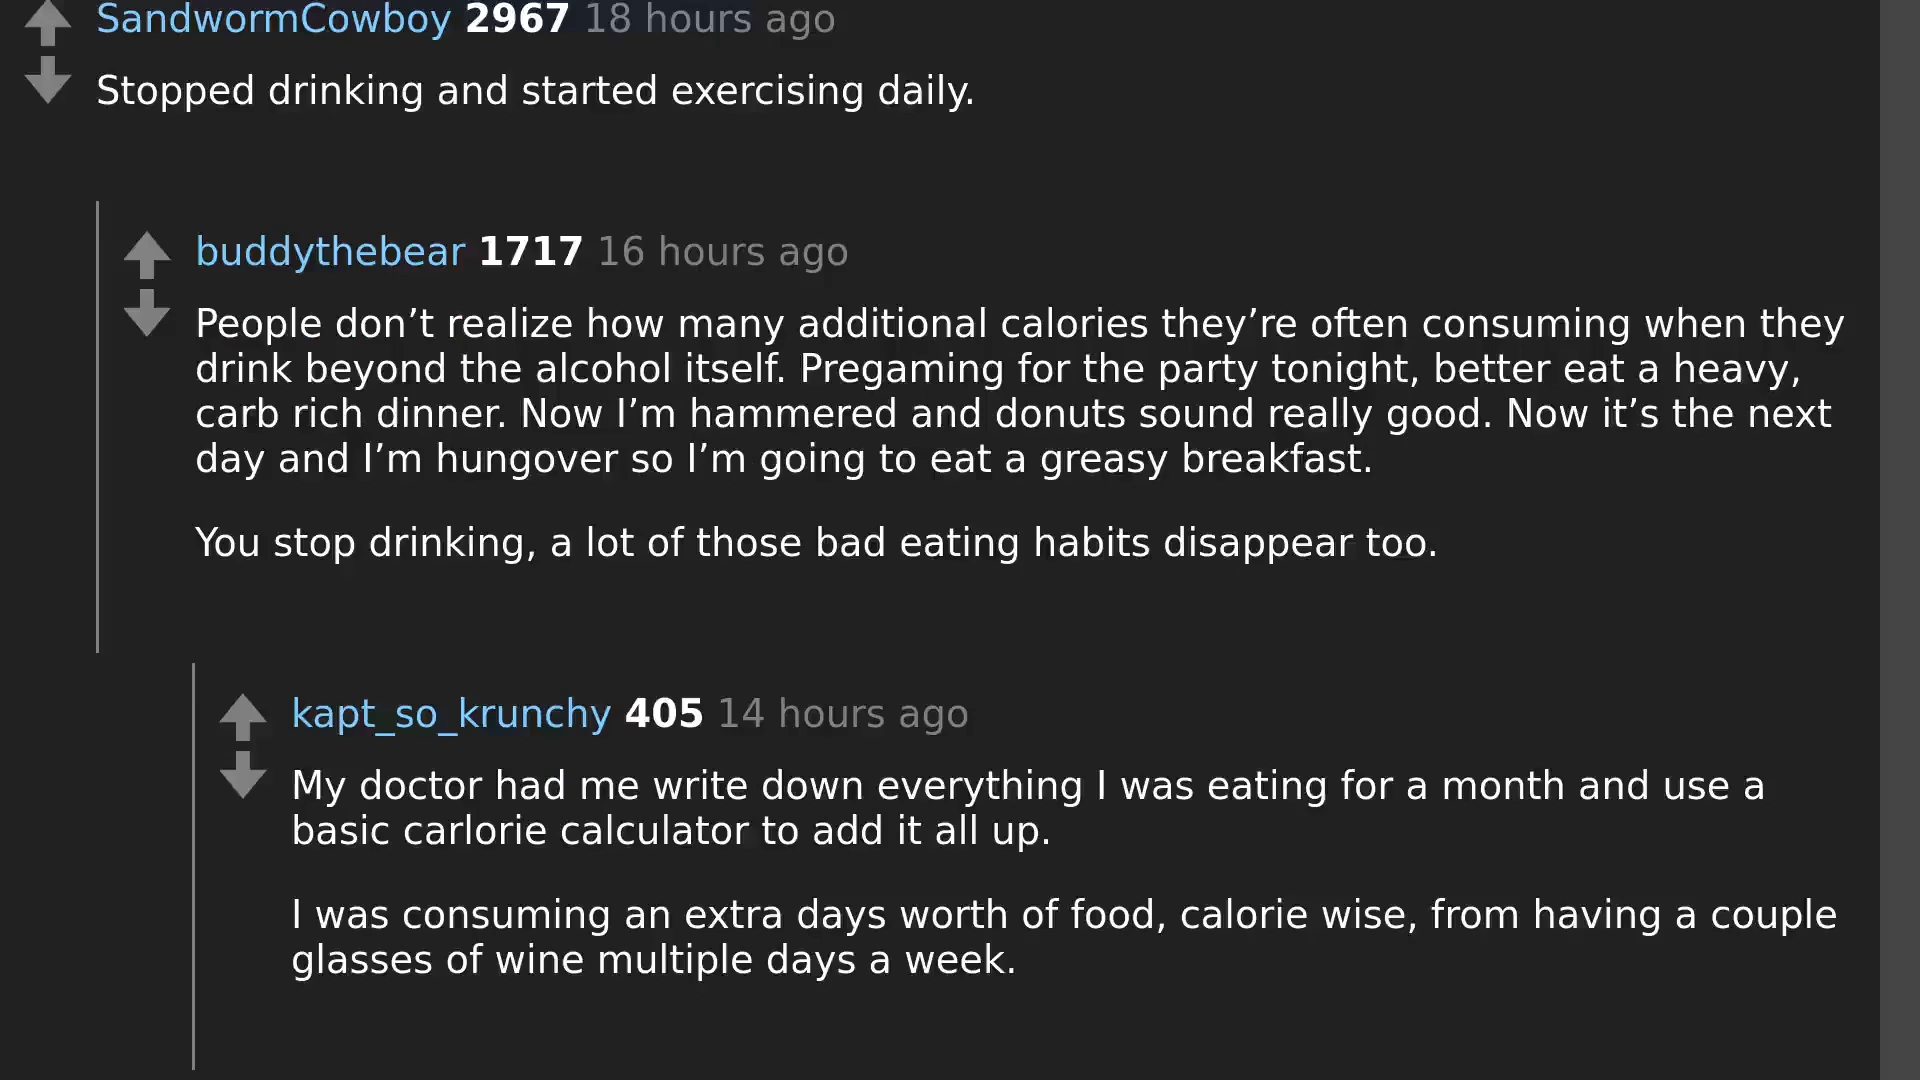 SandwormCowboy 2967 18 hours ago
Stopped drinking and started exercising daily.
buddythebear 1717 16 hours ago
People don’t realize how many additional calories they’re often consuming when they
drink beyond the alcohol itself. Pregaming for the party tonight, better eat a heavy,
carb rich dinner. Now I’m hammered and donuts sound really good. Now it’s the next
day and I’m hungover so I’m going to eat a greasy breakfast.
You stop drinking, a lot of those bad eating habits disappear too.
kapt_so_krunchy 405 14 hours ago
My doctor had me write down everything I was eating for a month and use a
basic carlorie calculator to add it all up.
I was consuming an extra days worth of food, calorie wise, from having a couple
glasses of wine multiple days a week.